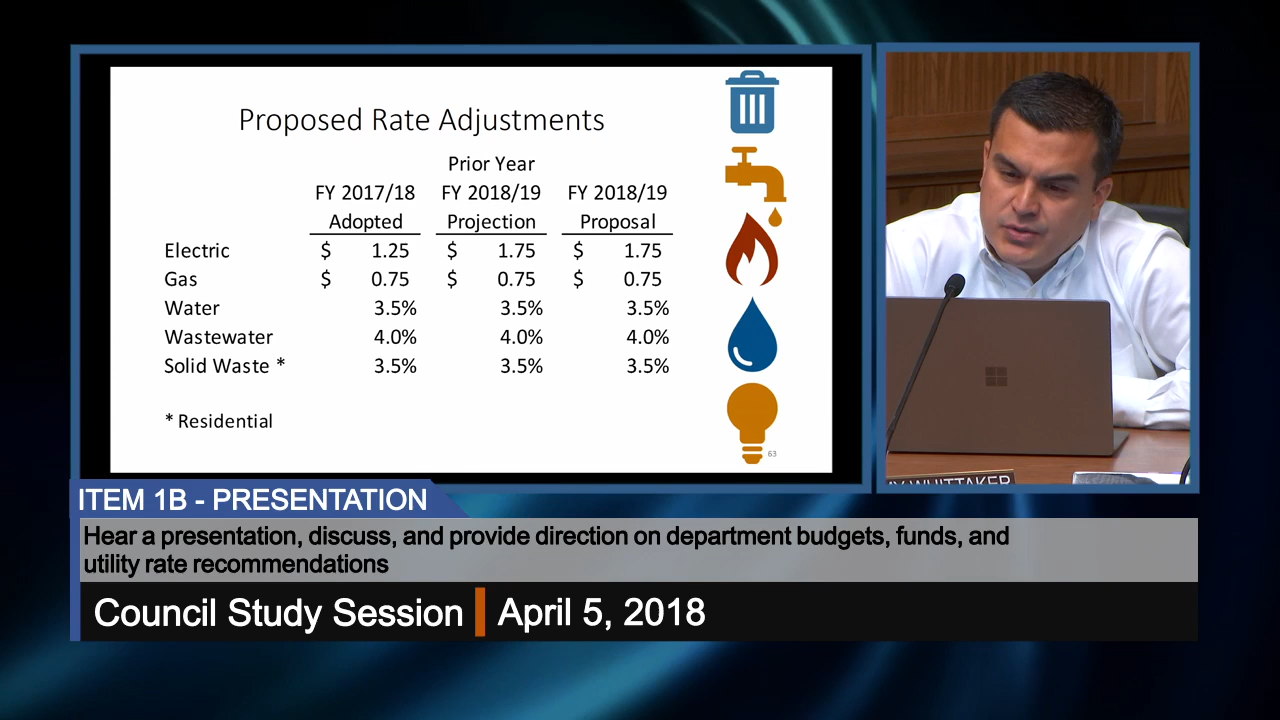 Proposed Rate Adjustments
Prior Year
FY 2017/18 FY 2018/19 FY 2018/19
Adopted Projection Proposal
Electric $ 1.25 $ 1.75 $ 1.75
Gas $ 0.75 $ 0.75 $ 0.75
Water 3.5% 3.5% 3.5%
Wastewater 4.0% 4.0% 4.0%
Solid Waste * 3.5% 3.5% 3.5%
* Residential
63
WHITTAKER
ITEM 1B - PRESENTATION
Hear a presentation, discuss, and provide direction on department budgets, funds, and
utility rate recommendations
Council Study Session April 5, 2018